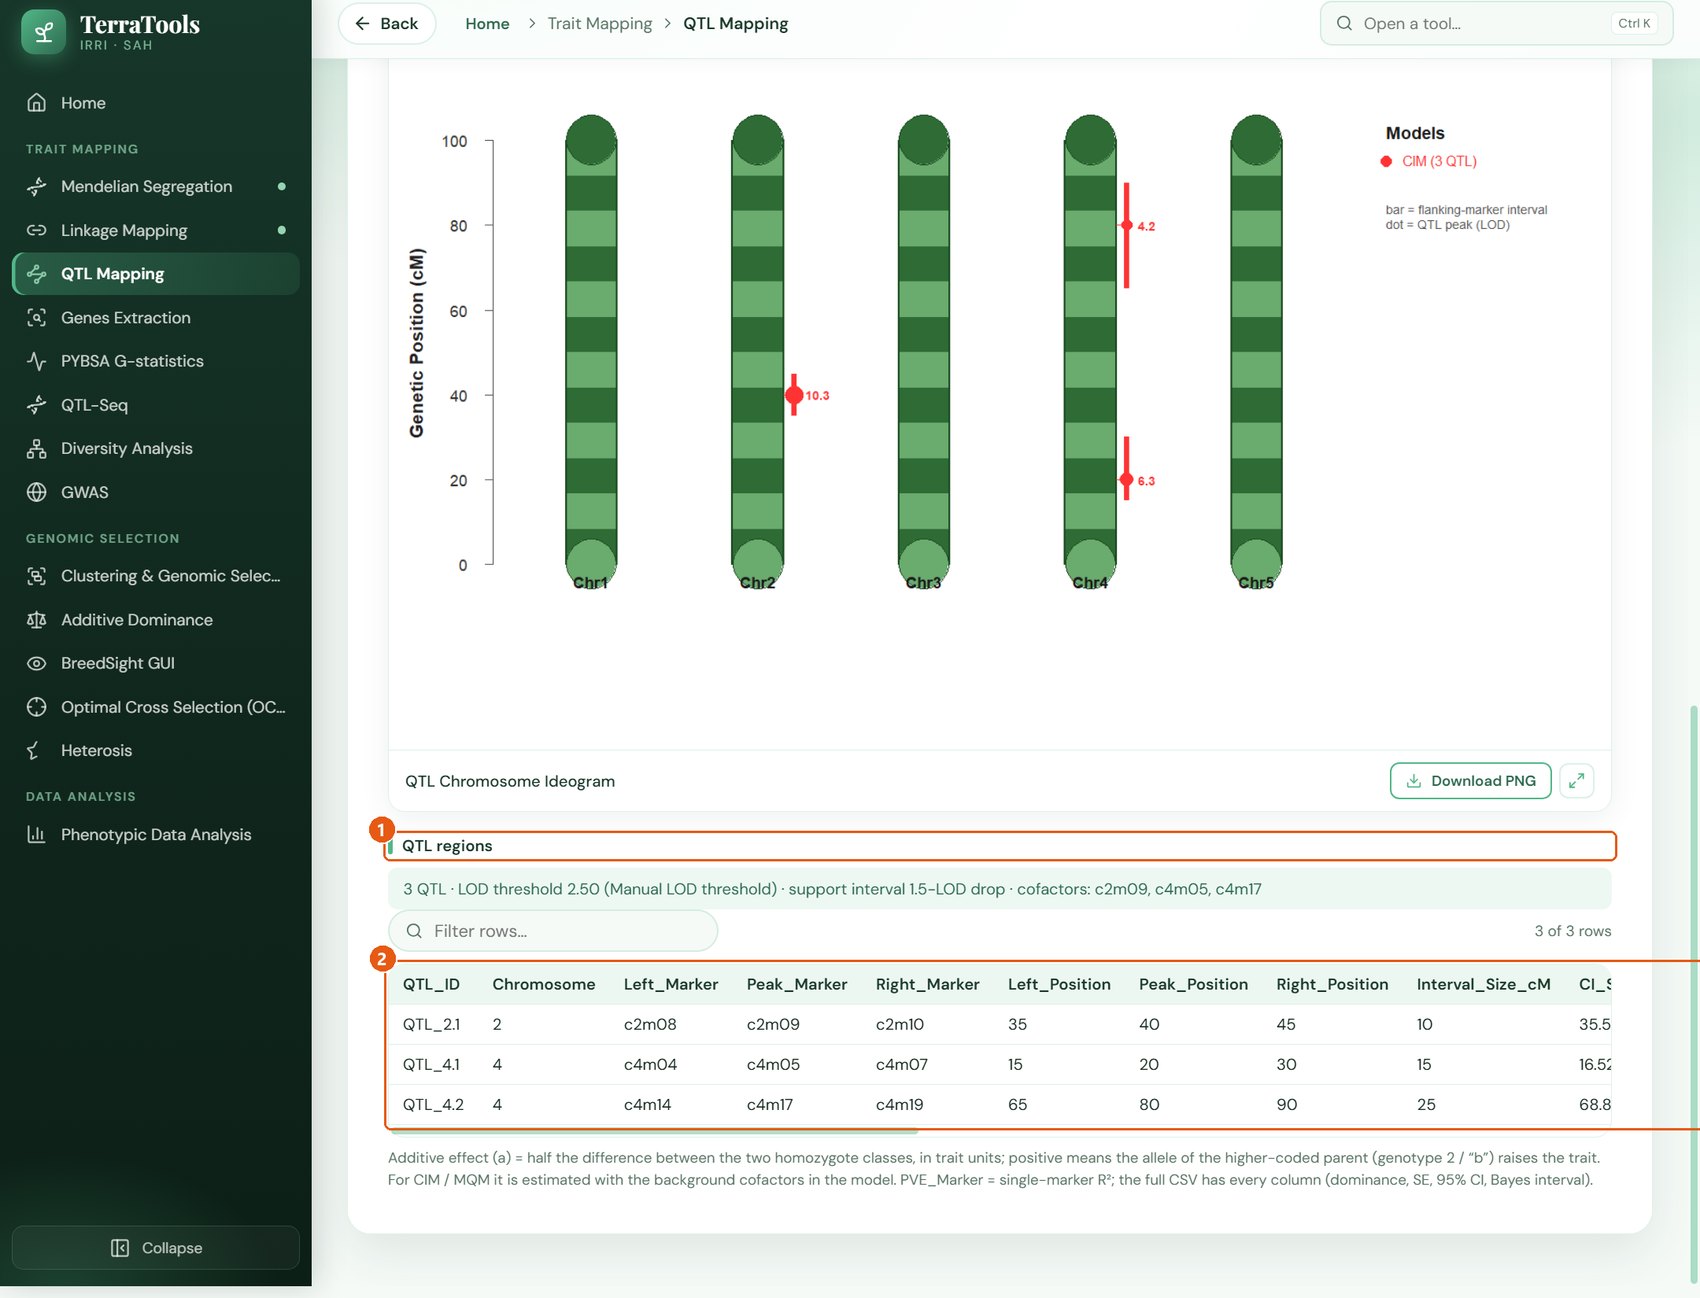 TerraTools
IRRI · SAH
Back
Home > Trait Mapping > QTL Mapping
Open a tool...
Ctrl K
Home
TRAIT MAPPING
Mendelian Segregation
Linkage Mapping
QTL Mapping
Genes Extraction
PYBSA G-statistics
QTL-Seq
Diversity Analysis
GWAS
GENOMIC SELECTION
Clustering & Genomic Selec...
Additive Dominance
BreedSight GUI
Optimal Cross Selection (OC...
Heterosis
DATA ANALYSIS
Phenotypic Data Analysis
Collapse
Genetic Position (cM)
100
80
60
40
20
0
Chr1
Chr2
Chr3
Chr4
Chr5
10.3
4.2
6.3
Models
CIM (3 QTL)
bar = flanking-marker interval
dot = QTL peak (LOD)
QTL Chromosome Ideogram
Download PNG
1
QTL regions
3 QTL · LOD threshold 2.50 (Manual LOD threshold) · support interval 1.5-LOD drop · cofactors: c2m09, c4m05, c4m17
Filter rows...
3 of 3 rows
2
QTL_ID Chromosome Left_Marker Peak_Marker Right_Marker Left_Position Peak_Position Right_Position Interval_Size_cM CI_S
QTL_2.1 2 c2m08 c2m09 c2m10 35 40 45 10 35.5
QTL_4.1 4 c4m04 c4m05 c4m07 15 20 30 15 16.52
QTL_4.2 4 c4m14 c4m17 c4m19 65 80 90 25 68.8
Additive effect (a) = half the difference between the two homozygote classes, in trait units; positive means the allele of the higher-coded parent (genotype 2 / “b”) raises the trait.
For CIM / MQM it is estimated with the background cofactors in the model. PVE_Marker = single-marker R²; the full CSV has every column (dominance, SE, 95% CI, Bayes interval).